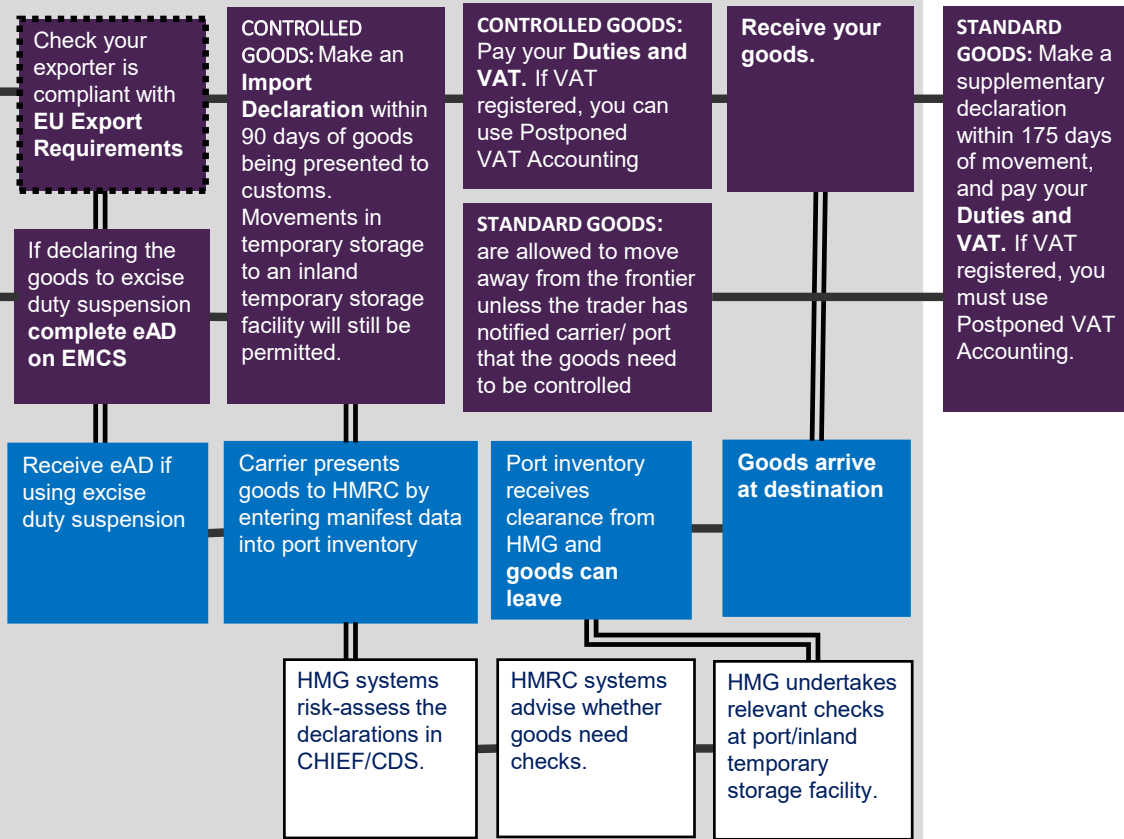 Check your
exporter is
compliant with
EU Export
Requirements
If declaring the
goods to excise
duty suspension
complete eAD
on EMCS
CONTROLLED
GOODS: Make an
Import
Declaration within
90 days of goods
being presented to
customs.
Movements in
temporary storage
to an inland
temporary storage
facility will still be
permitted.
CONTROLLED GOODS:
Pay your Duties and
VAT. If VAT
registered, you can
use Postponed
VAT Accounting
STANDARD GOODS:
are allowed to move
away from the frontier
unless the trader has
notified carrier/ port
that the goods need
to be controlled
Receive your
goods.
STANDARD
GOODS: Make a
supplementary
declaration
within 175 days
of movement,
and pay your
Duties and
VAT. If VAT
registered, you
must use
Postponed VAT
Accounting.
Receive eAD if
using excise
duty suspension
Carrier presents
goods to HMRC by
entering manifest data
into port inventory
Port inventory
receives
clearance from
HMG and
goods can
leave
Goods arrive
at destination
HMG systems
risk-assess the
declarations in
CHIEF/CDS.
HMRC systems
advise whether
goods need
checks.
HMG undertakes
relevant checks
at port/inland
temporary
storage facility.